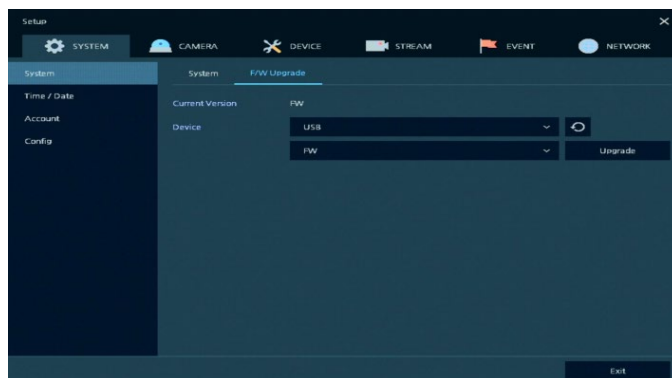 Setup
SYSTEM CAMERA DEVICE STREAM EVENT NETWORK
System System F/W Upgrade
Time / Date
Current Version FW
Account
Device USB
Config
FW Upgrade
Exit